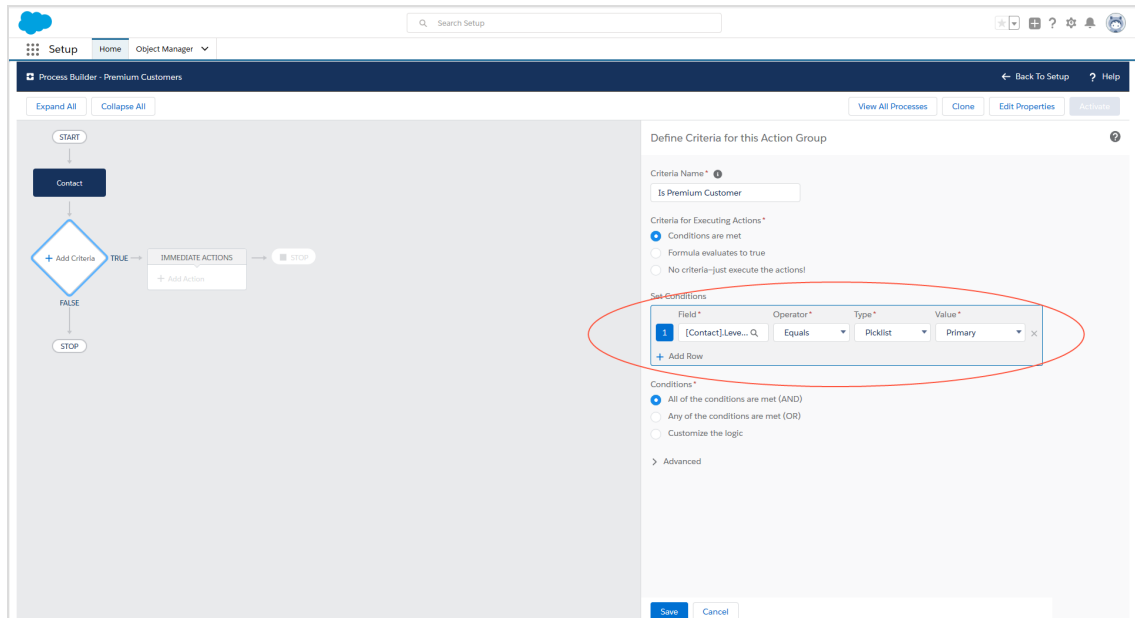 Search Setup
Setup Home Object Manager
Process Builder - Premium Customers
Back To Setup ? Help
Expand All Collapse All
View All Processes Clone Edit Properties Activate
START
Contact
+ Add Criteria
TRUE
IMMEDIATE ACTIONS
+ Add Action
STOP
FALSE
STOP
Define Criteria for this Action Group
Criteria Name*
Is Premium Customer
Criteria for Executing Actions*
Conditions are met
Formula evaluates to true
No criteria—just execute the actions!
Set Conditions
Field* Operator* Type* Value*
1 [Contact].Leve... Equals Picklist Primary
+ Add Row
Conditions*
All of the conditions are met (AND)
Any of the conditions are met (OR)
Customize the logic
Advanced
Save Cancel